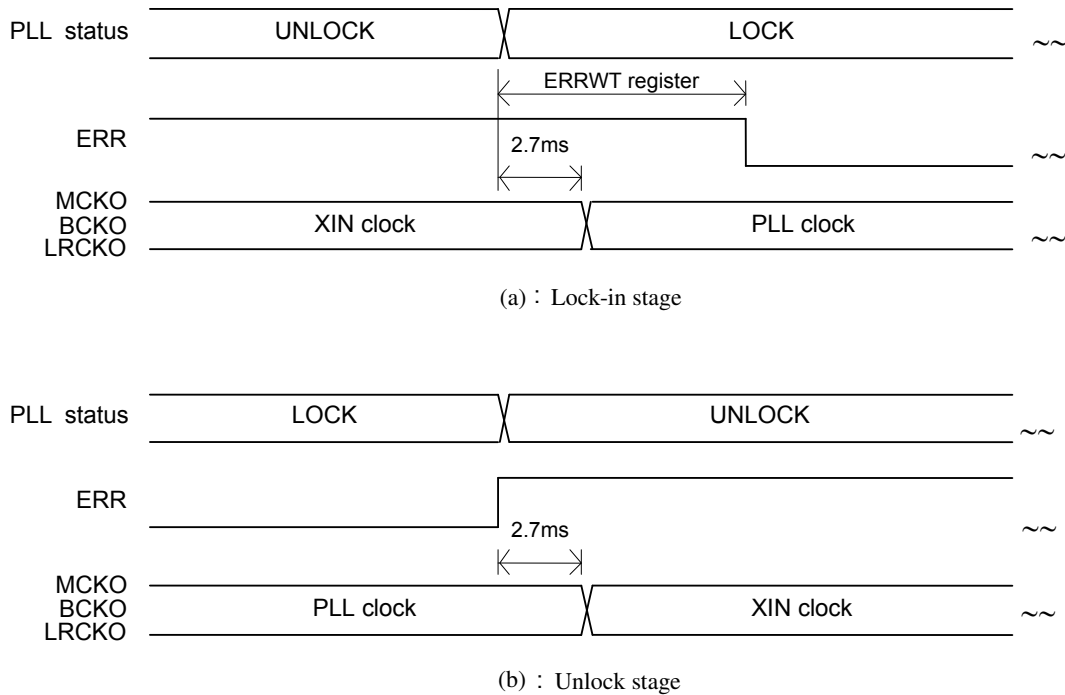 PLL status
UNLOCK
LOCK
~~
ERRWT register
ERR
2.7ms
~~
MCKO
BCKO
LRCKO
XIN clock
PLL clock
~~
(a)：Lock-in stage
PLL status
LOCK
UNLOCK
~~
ERR
2.7ms
~~
MCKO
BCKO
LRCKO
PLL clock
XIN clock
~~
(b)：Unlock stage